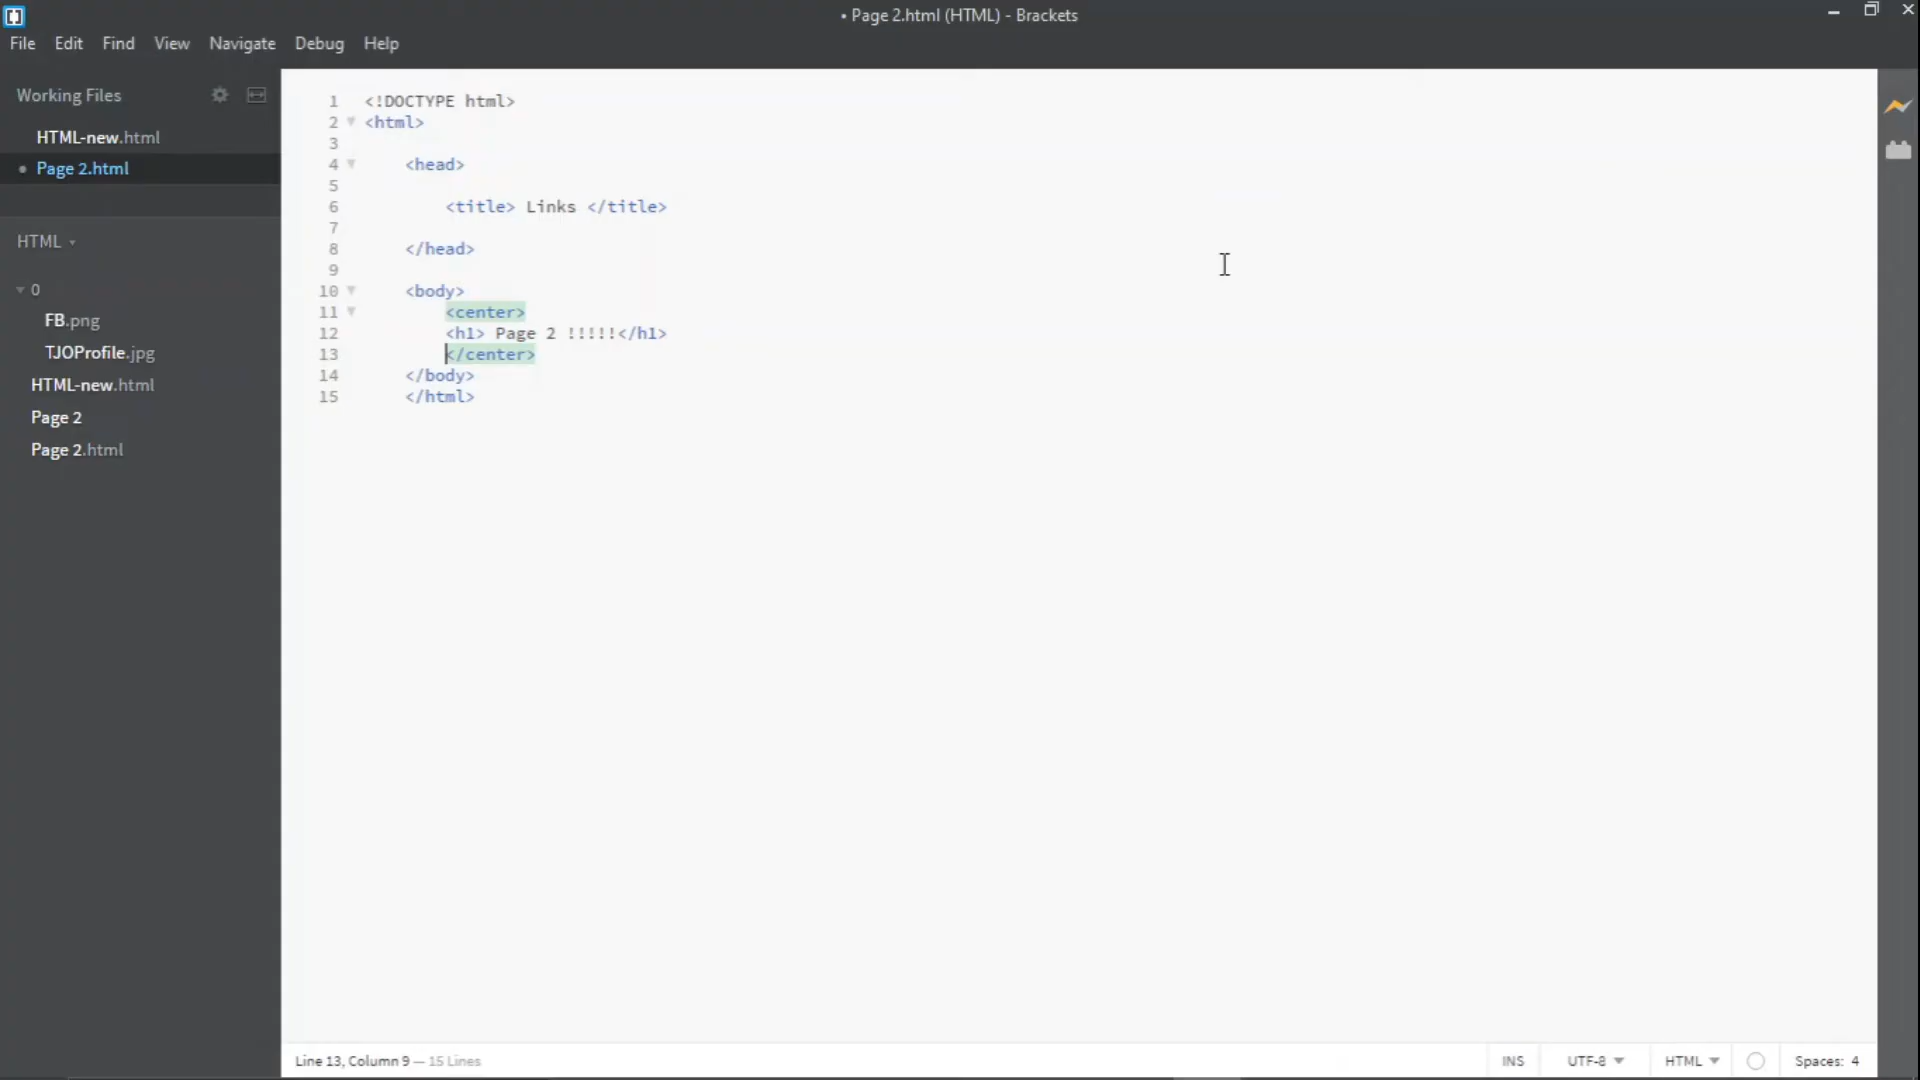 • Page 2.html (HTML) - Brackets
File Edit Find View Navigate Debug Help
Working Files
HTML-new.html
• Page 2.html
HTML
0
FB.png
TJOProfile.jpg
HTML-new.html
Page 2
Page 2.html
1 <!DOCTYPE html>
2 <html>
3
4 <head>
5
6 <title> Links </title>
7
8 </head>
9
10 <body>
11 <center>
12 <h1> Page 2 !!!!!</h1>
13 </center>
14 </body>
15 </html>
Line 13, Column 9 — 15 Lines INS UTF-8 HTML Spaces: 4